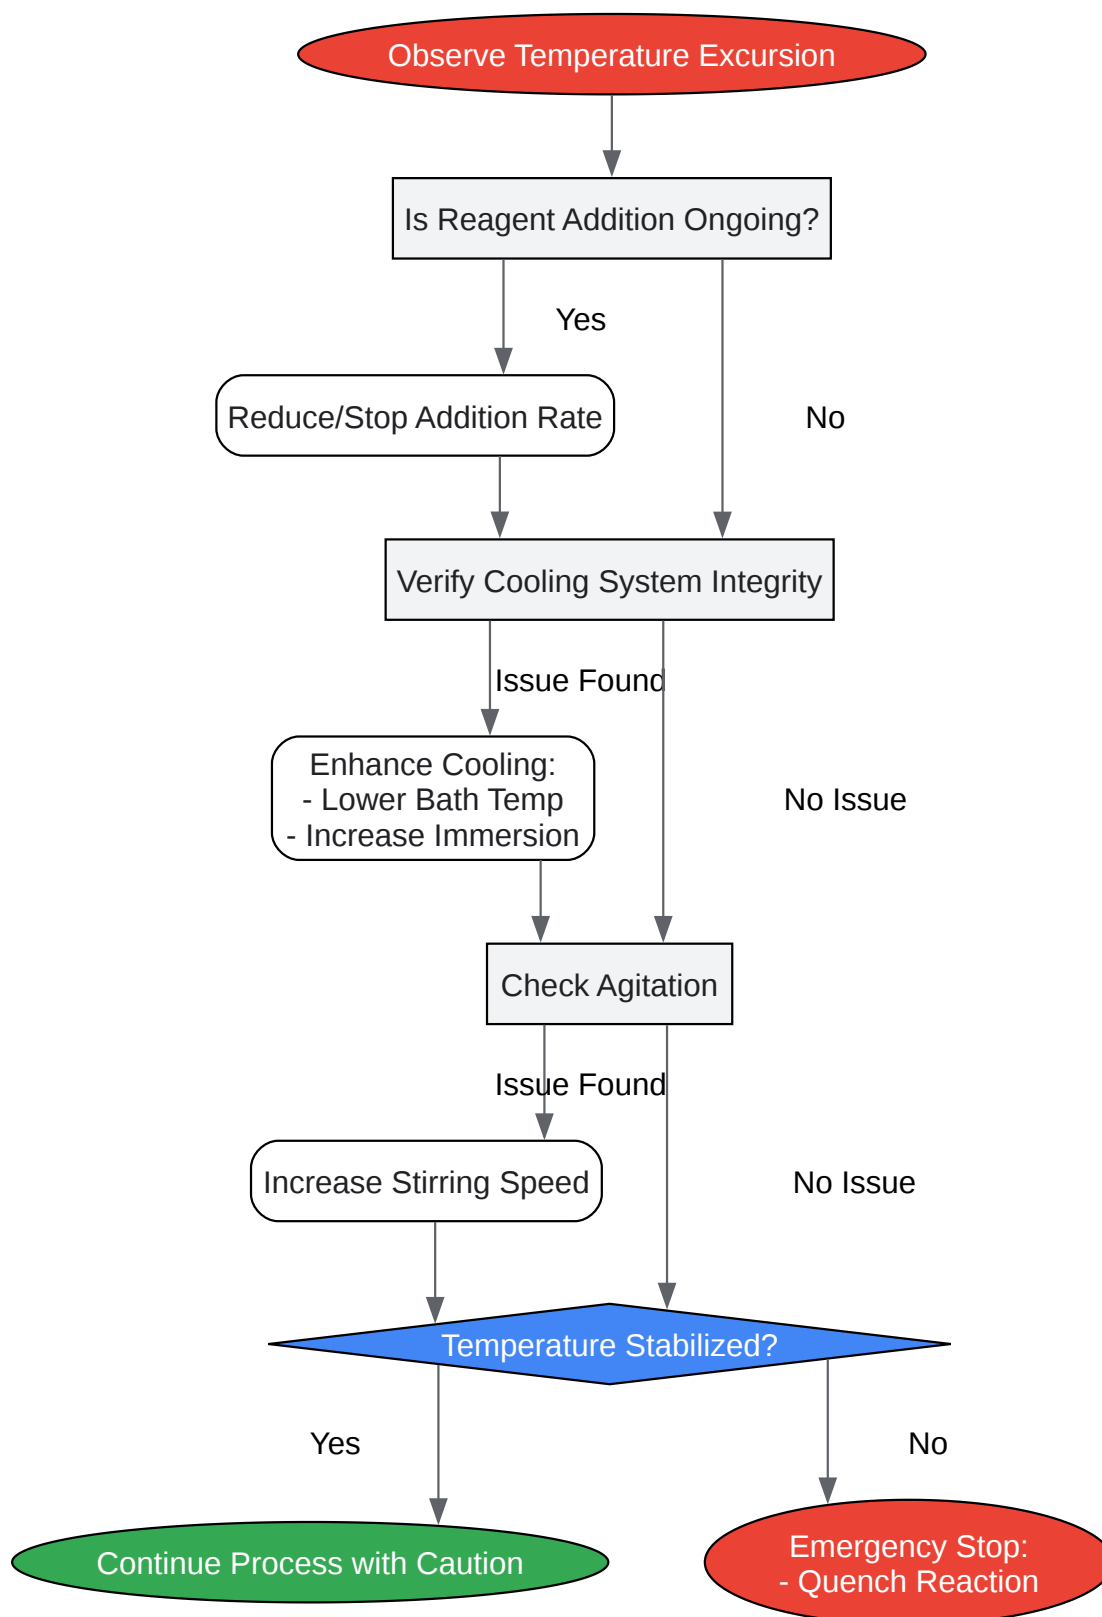 Observe Temperature Excursion
Is Reagent Addition Ongoing?
Yes
Reduce/Stop Addition Rate
No
Verify Cooling System Integrity
Issue Found
Enhance Cooling:
- Lower Bath Temp
- Increase Immersion
No Issue
Check Agitation
Issue Found
Increase Stirring Speed
No Issue
Temperature Stabilized?
Yes
No
Continue Process with Caution
Emergency Stop:
- Quench Reaction